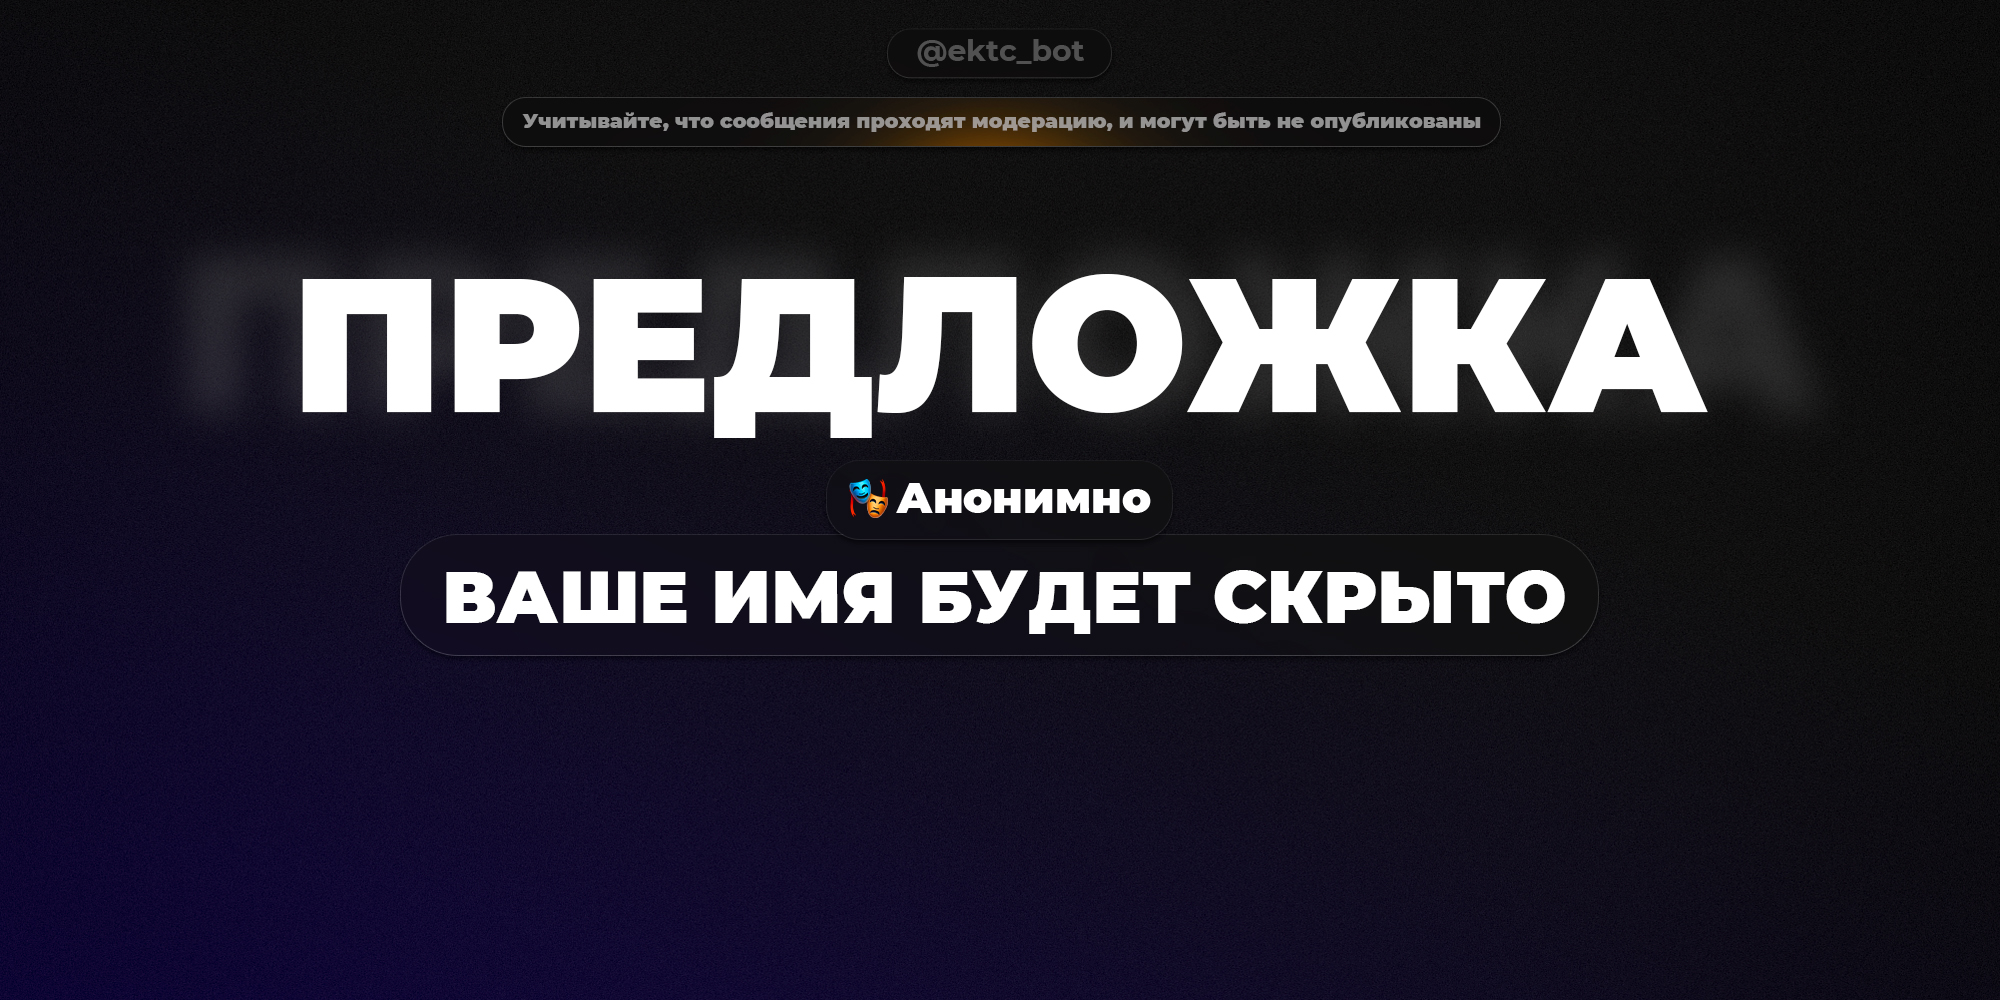 @ektc_bot
Учитывайте, что сообщения проходят модерацию, и могут быть не опубликованы
ПРЕДЛОЖКА
Анонимно
ВАШЕ ИМЯ БУДЕТ СКРЫТО